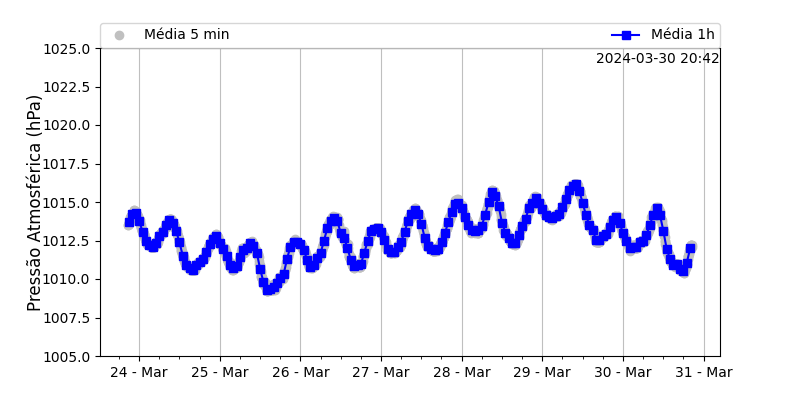 Média 5 min
Média 1h
2024-03-30 20:42
Pressão Atmosférica (hPa)
1025.0
1022.5
1020.0
1017.5
1015.0
1012.5
1010.0
1007.5
1005.0
24 - Mar
25 - Mar
26 - Mar
27 - Mar
28 - Mar
29 - Mar
30 - Mar
31 - Mar